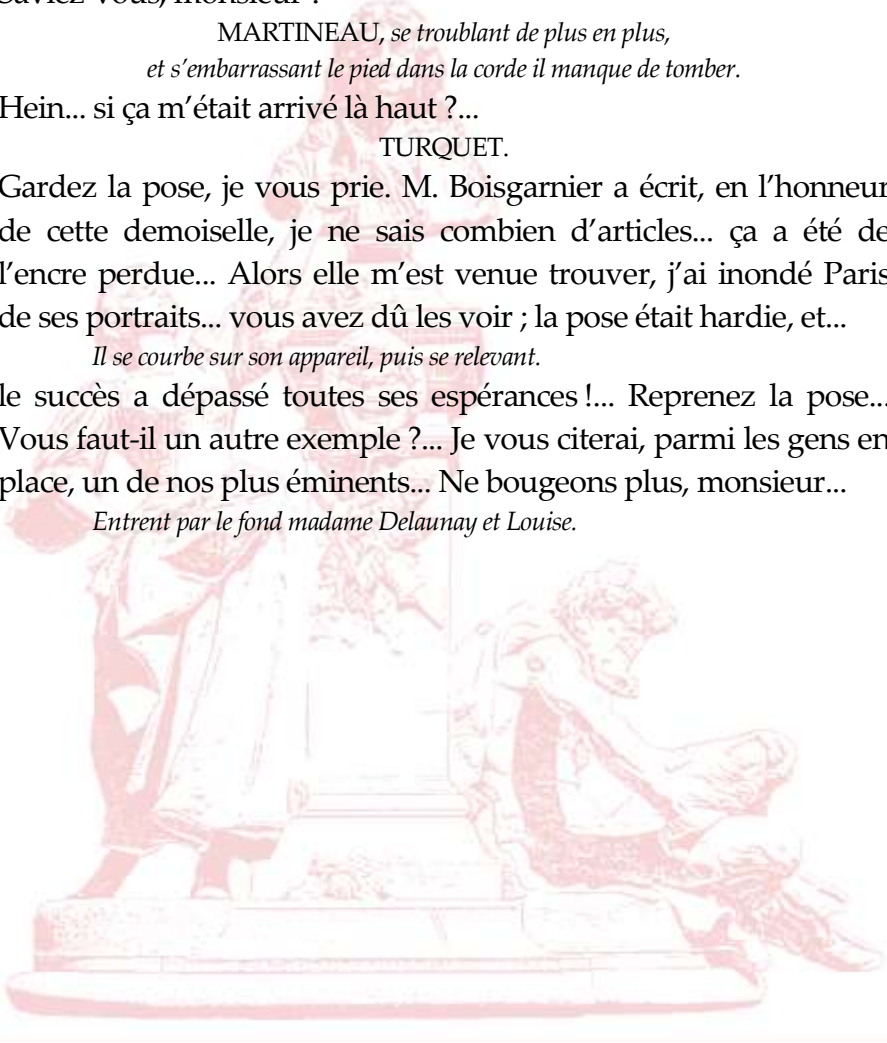 MARTINEAU, se troublant de plus en plus,
et s'embarrassant le pied dans la corde il manque de tomber.
Hein... si ça m'était arrivé là haut ?...
TURQUET.
Gardez la pose, je vous prie. M. Boisgarnier a écrit, en l'honneur
de cette demoiselle, je ne sais combien d'articles... ça a été de
l'encre perdue... Alors elle m'est venue trouver, j'ai inondé Paris
de ses portraits... vous avez dû les voir ; la pose était hardie, et...
Il se courbe sur son appareil, puis se relevant.
le succès a dépassé toutes ses espérances !... Reprenez la pose...
Vous faut-il un autre exemple ?... Je vous citerai, parmi les gens en
place, un de nos plus éminents... Ne bougeons plus, monsieur...
Entrent par le fond madame Delaunay et Louise.